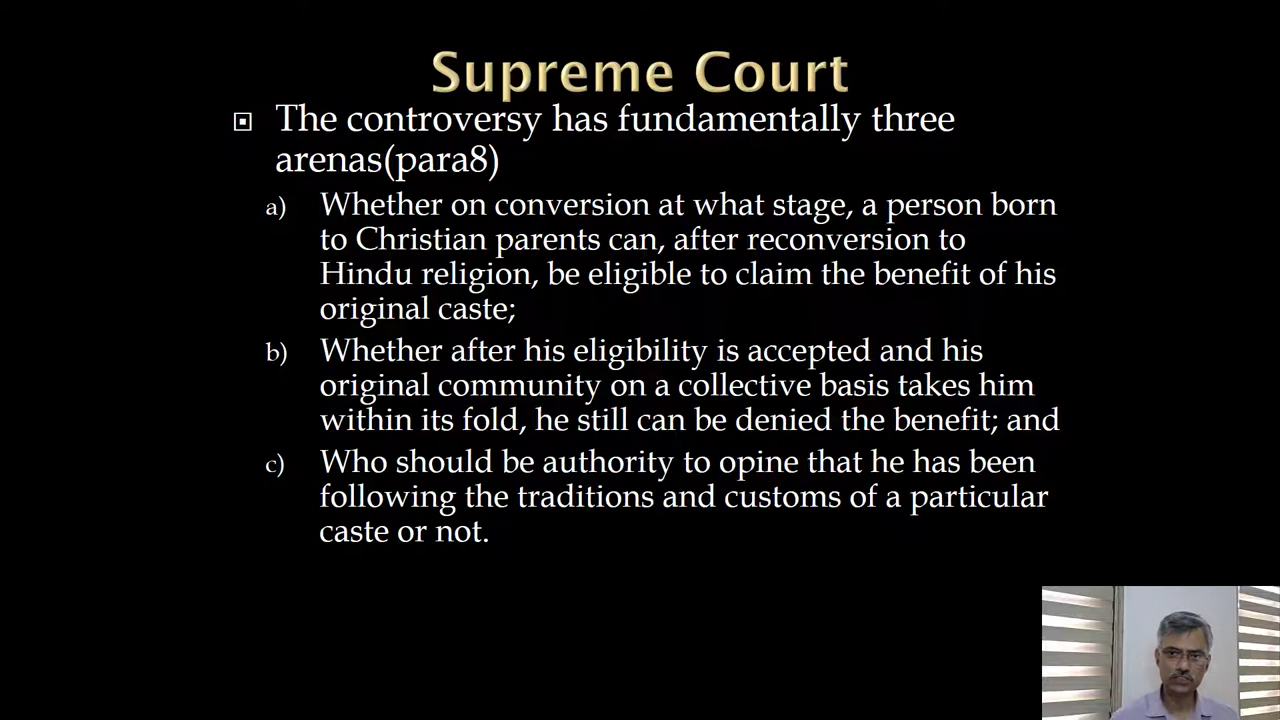 Supreme Court
The controversy has fundamentally three
arenas(para8)
a) Whether on conversion at what stage, a person born
to Christian parents can, after reconversion to
Hindu religion, be eligible to claim the benefit of his
original caste;
b) Whether after his eligibility is accepted and his
original community on a collective basis takes him
within its fold, he still can be denied the benefit; and
c) Who should be authority to opine that he has been
following the traditions and customs of a particular
caste or not.